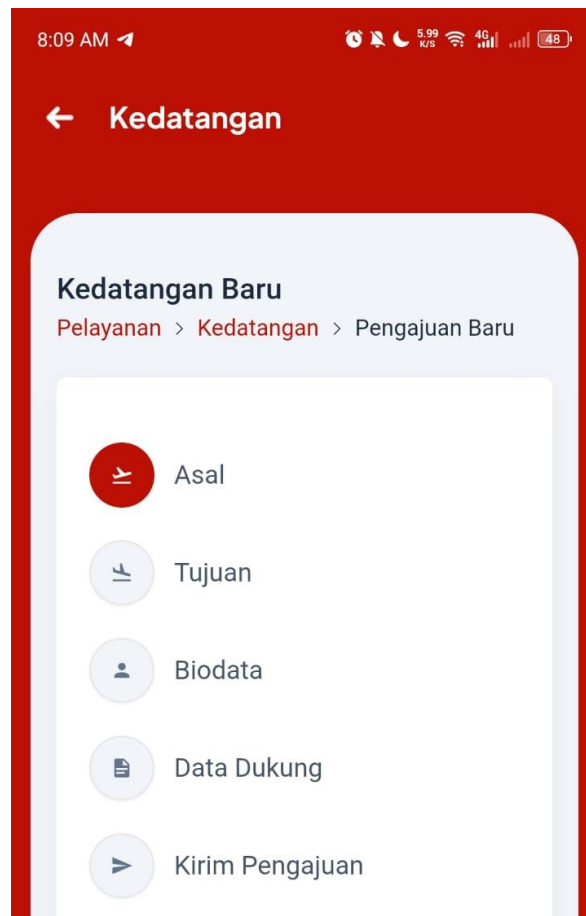 8:09 AM 5.99 K/S 4G 48
Kedatangan
Kedatangan Baru
Pelayanan > Kedatangan > Pengajuan Baru
Asal
Tujuan
Biodata
Data Dukung
Kirim Pengajuan